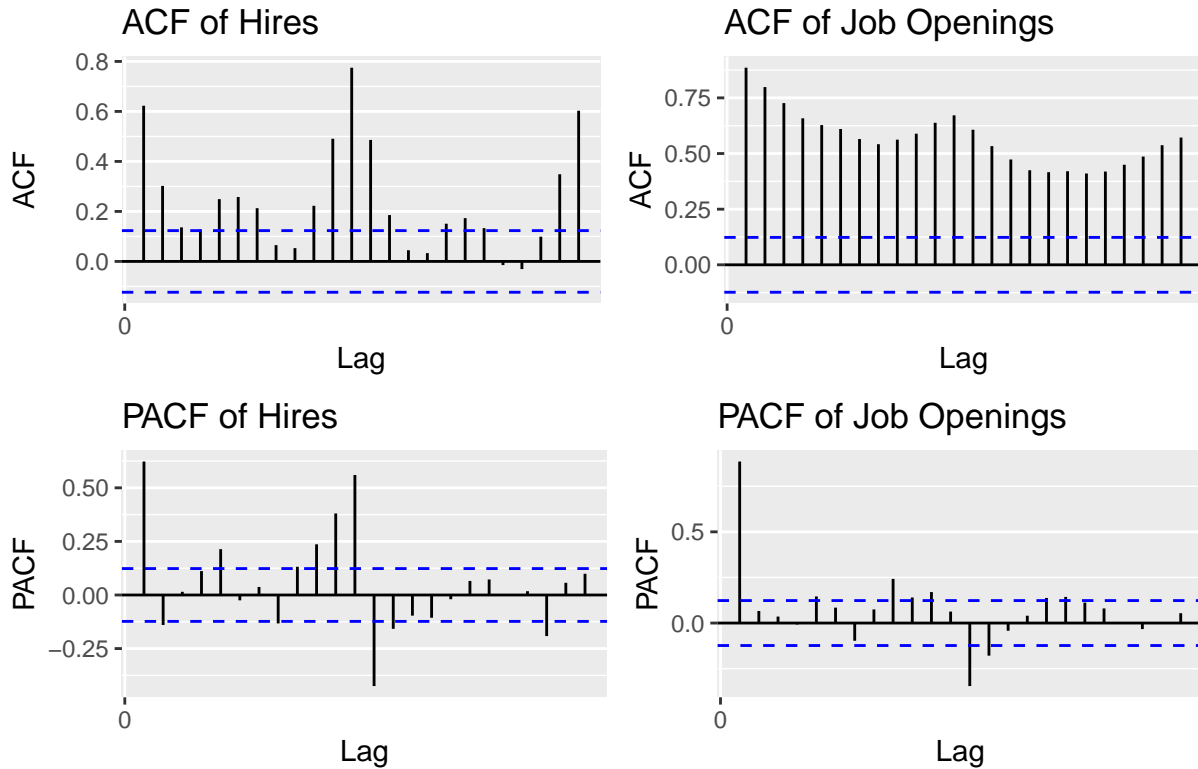 ACF of Hires
0.8
0.6
0.4
0.2
0.0
ACF
0
Lag
ACF of Job Openings
0.75
0.50
0.25
0.00
ACF
0
Lag
PACF of Hires
0.50
0.25
0.00
−0.25
PACF
0
Lag
PACF of Job Openings
0.5
0.0
PACF
0
Lag